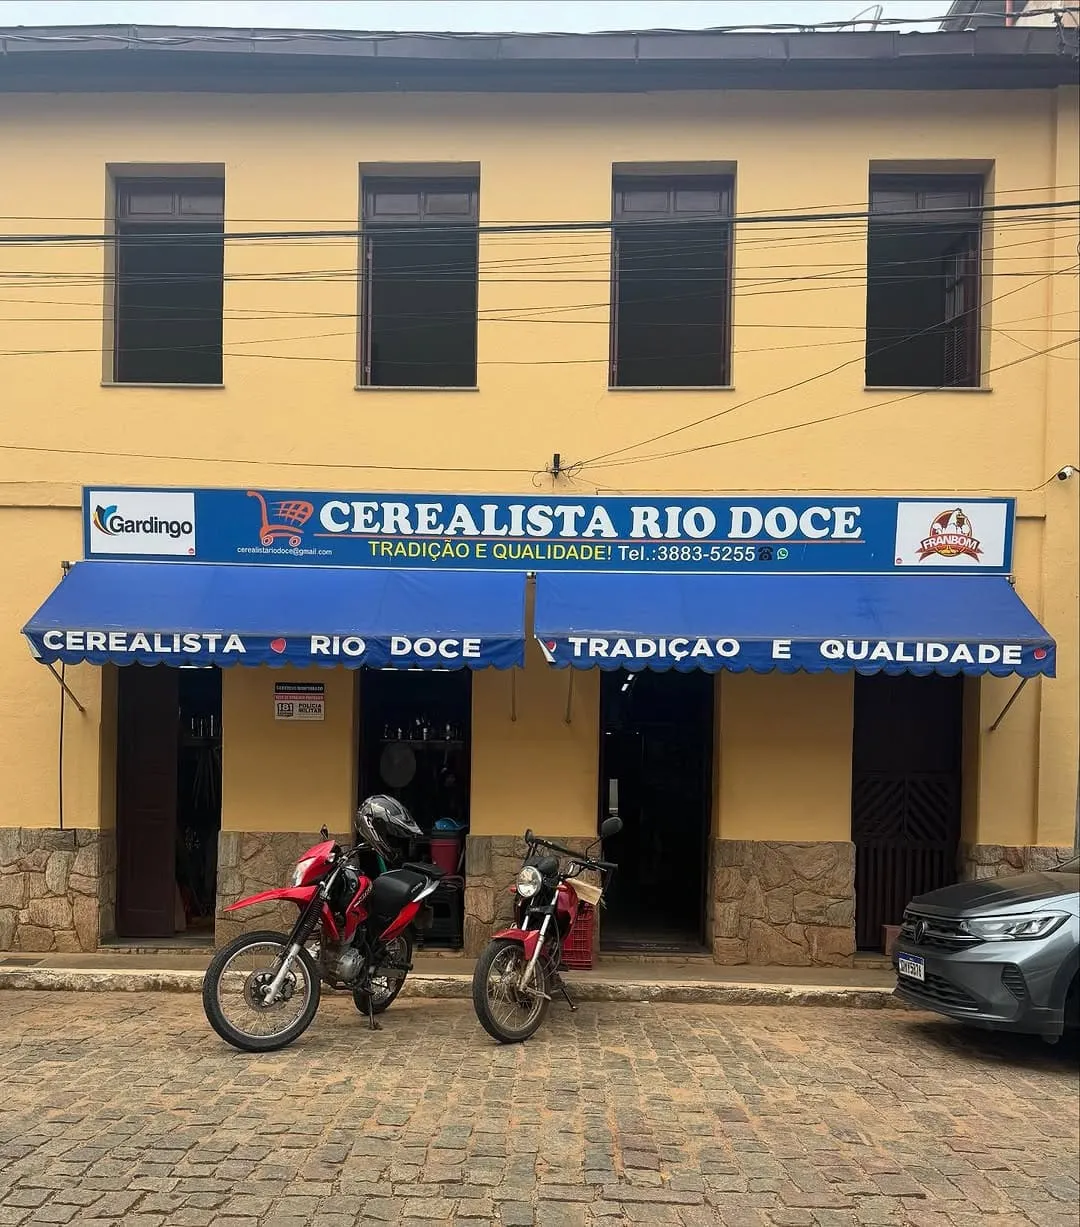 Gardingo
CEREALISTA RIO DOCE
cerealistariodoce@gmail.com
TRADIÇÃO E QUALIDADE! Tel.:3883-5255
FRANBOM
CEREALISTA RIO DOCE
TRADIÇAO E QUALIDADE
181 POLÍCIA
MILITAR